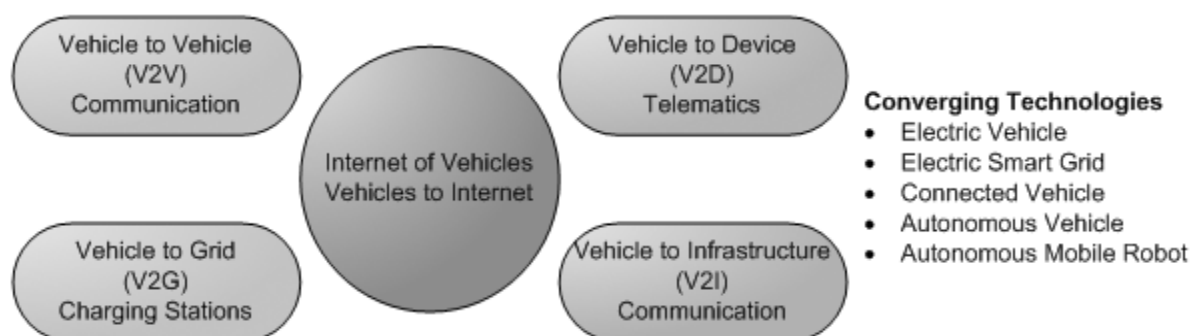 Vehicle to Vehicle
(V2V)
Communication
Vehicle to Device
(V2D)
Telematics
Internet of Vehicles
Vehicles to Internet
Vehicle to Grid
(V2G)
Charging Stations
Vehicle to Infrastructure
(V2I)
Communication
Converging Technologies
• Electric Vehicle
• Electric Smart Grid
• Connected Vehicle
• Autonomous Vehicle
• Autonomous Mobile Robot